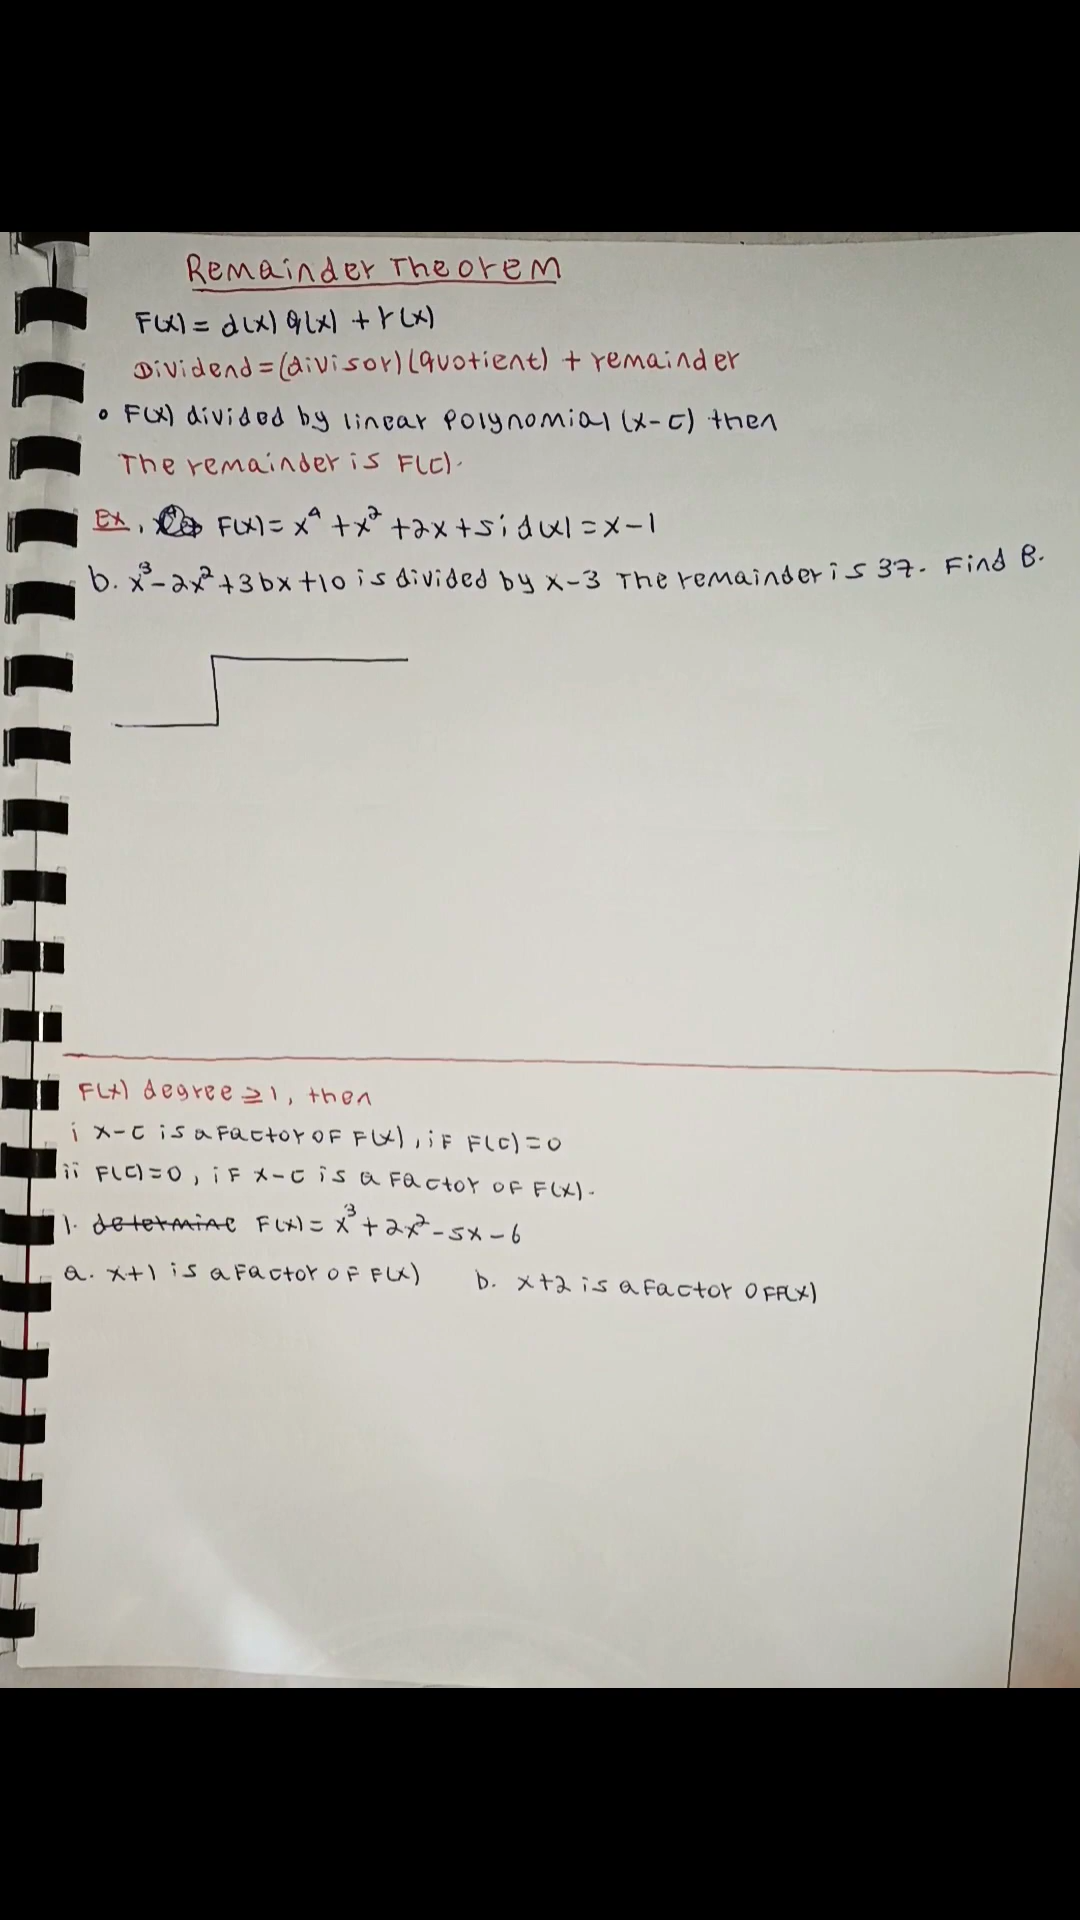 Remainder Theorem
F(x) = d(x) q(x) + r(x)
Dividend = (divisor) (quotient) + remainder
• F(x) divided by linear polynomial (x-c) then
The remainder is F(c).
Ex, F(x) = x⁴ + x² + 2x + 5 ; d(x) = x - 1
b. x³ - 2x² + 3bx + 10 is divided by x - 3 The remainder is 37. Find B.
F(x) degree ≥ 1, then
i x-c is a factor of F(x), if F(c) = 0
ii F(c) = 0, if x-c is a factor of F(x).
1. determine F(x) = x³ + 2x² - 5x - 6
a. x+1 is a factor of F(x) b. x+2 is a factor of F(x)